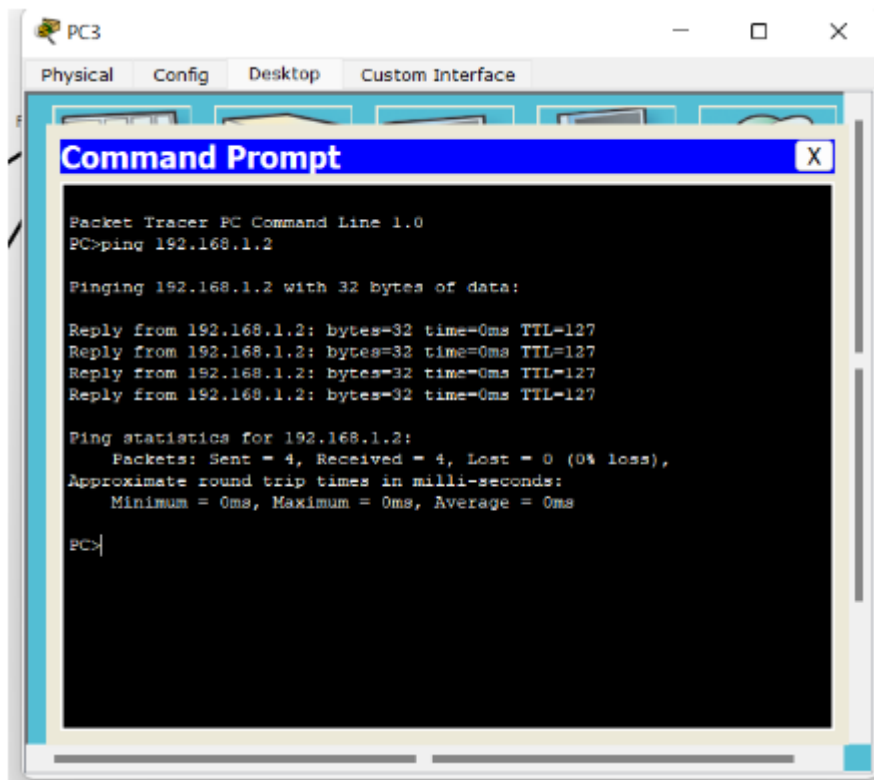 PC3
Physical Config Desktop Custom Interface
Command Prompt
X
Packet Tracer PC Command Line 1.0
PC>ping 192.168.1.2
Pinging 192.168.1.2 with 32 bytes of data:
Reply from 192.168.1.2: bytes=32 time=0ms TTL=127
Reply from 192.168.1.2: bytes=32 time=0ms TTL=127
Reply from 192.168.1.2: bytes=32 time=0ms TTL=127
Reply from 192.168.1.2: bytes=32 time=0ms TTL=127
Ping statistics for 192.168.1.2:
Packets: Sent = 4, Received = 4, Lost = 0 (0% loss),
Approximate round trip times in milli-seconds:
Minimum = 0ms, Maximum = 0ms, Average = 0ms
PC>